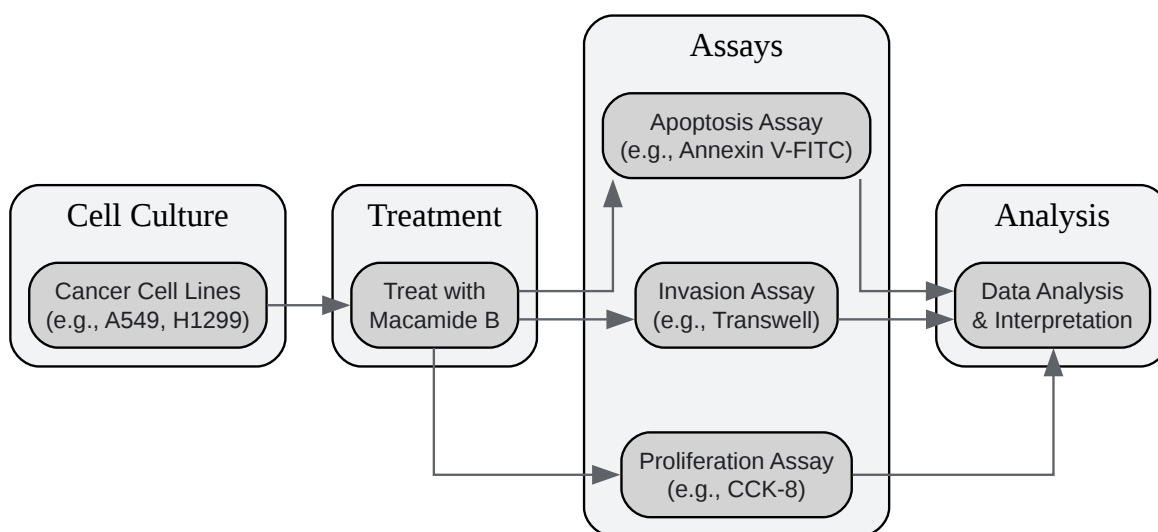 Cell Culture
Cancer Cell Lines
(e.g., A549, H1299)
Treatment
Treat with
Macamide B
Assays
Apoptosis Assay
(e.g., Annexin V-FITC)
Invasion Assay
(e.g., Transwell)
Proliferation Assay
(e.g., CCK-8)
Analysis
Data Analysis
& Interpretation